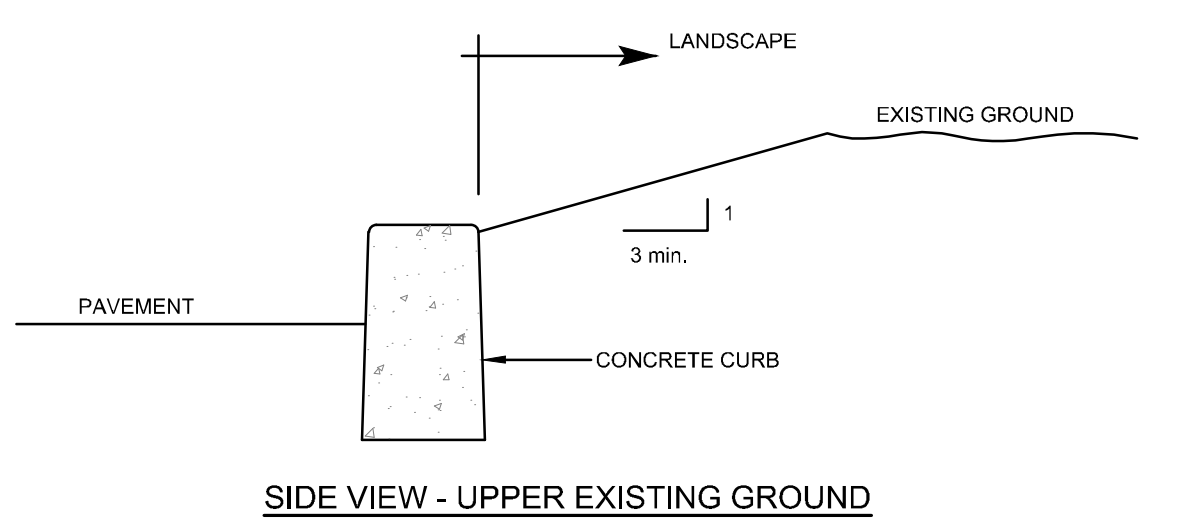 LANDSCAPE
EXISTING GROUND
1
3 min.
PAVEMENT
CONCRETE CURB
SIDE VIEW - UPPER EXISTING GROUND